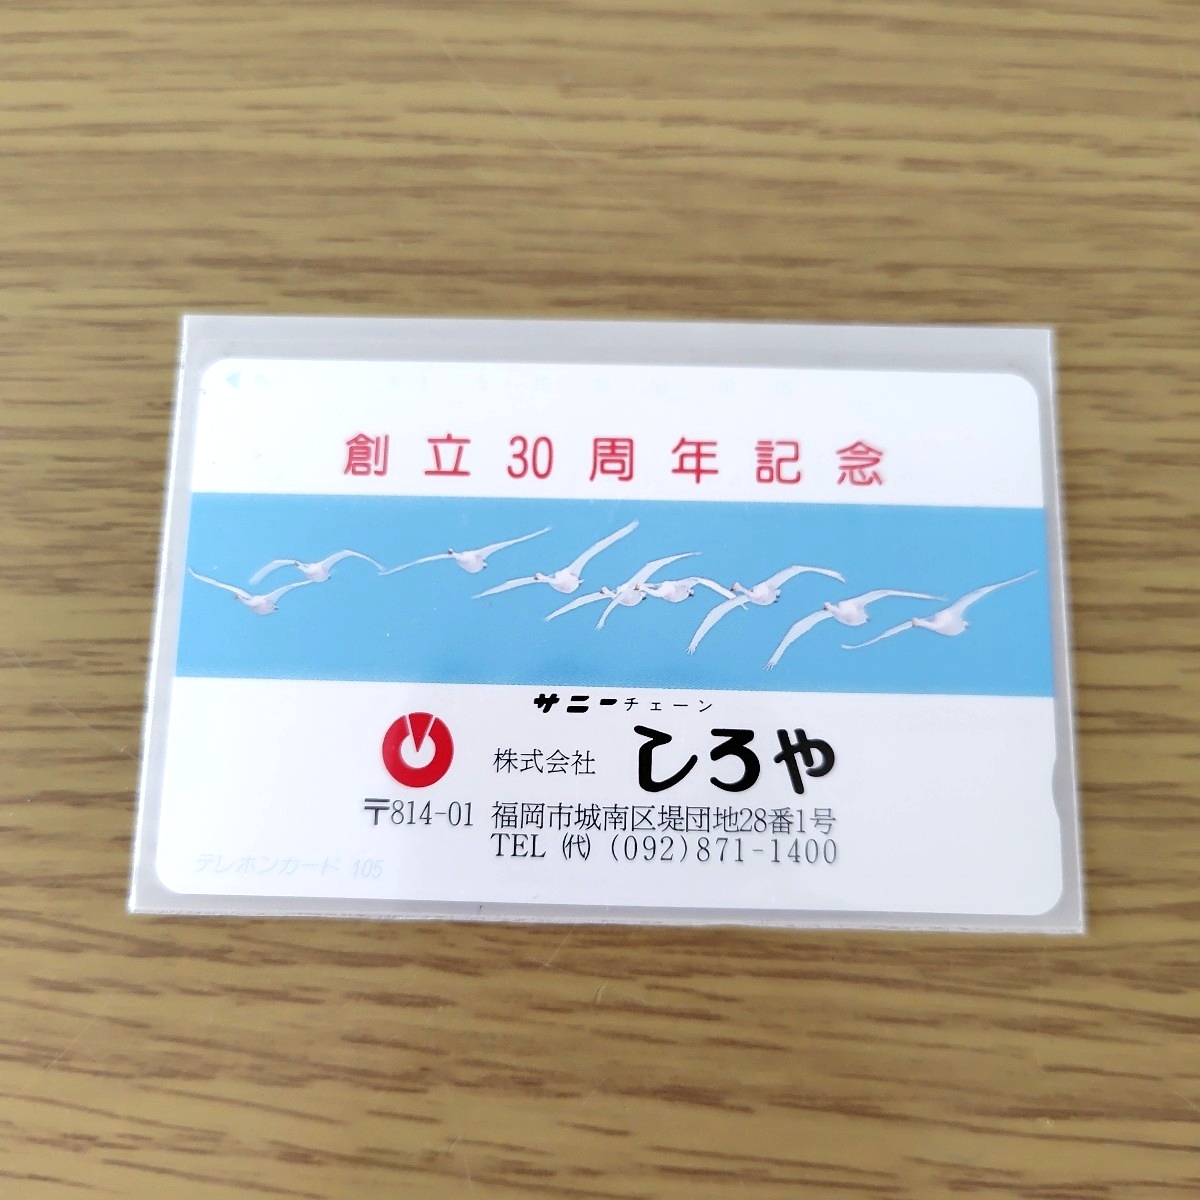 創立30周年記念
サニーチェーン
株式会社 しろや
〒814-01 福岡市城南区堤団地28番1号
TEL (代) (092)871-1400
テレホンカード 105